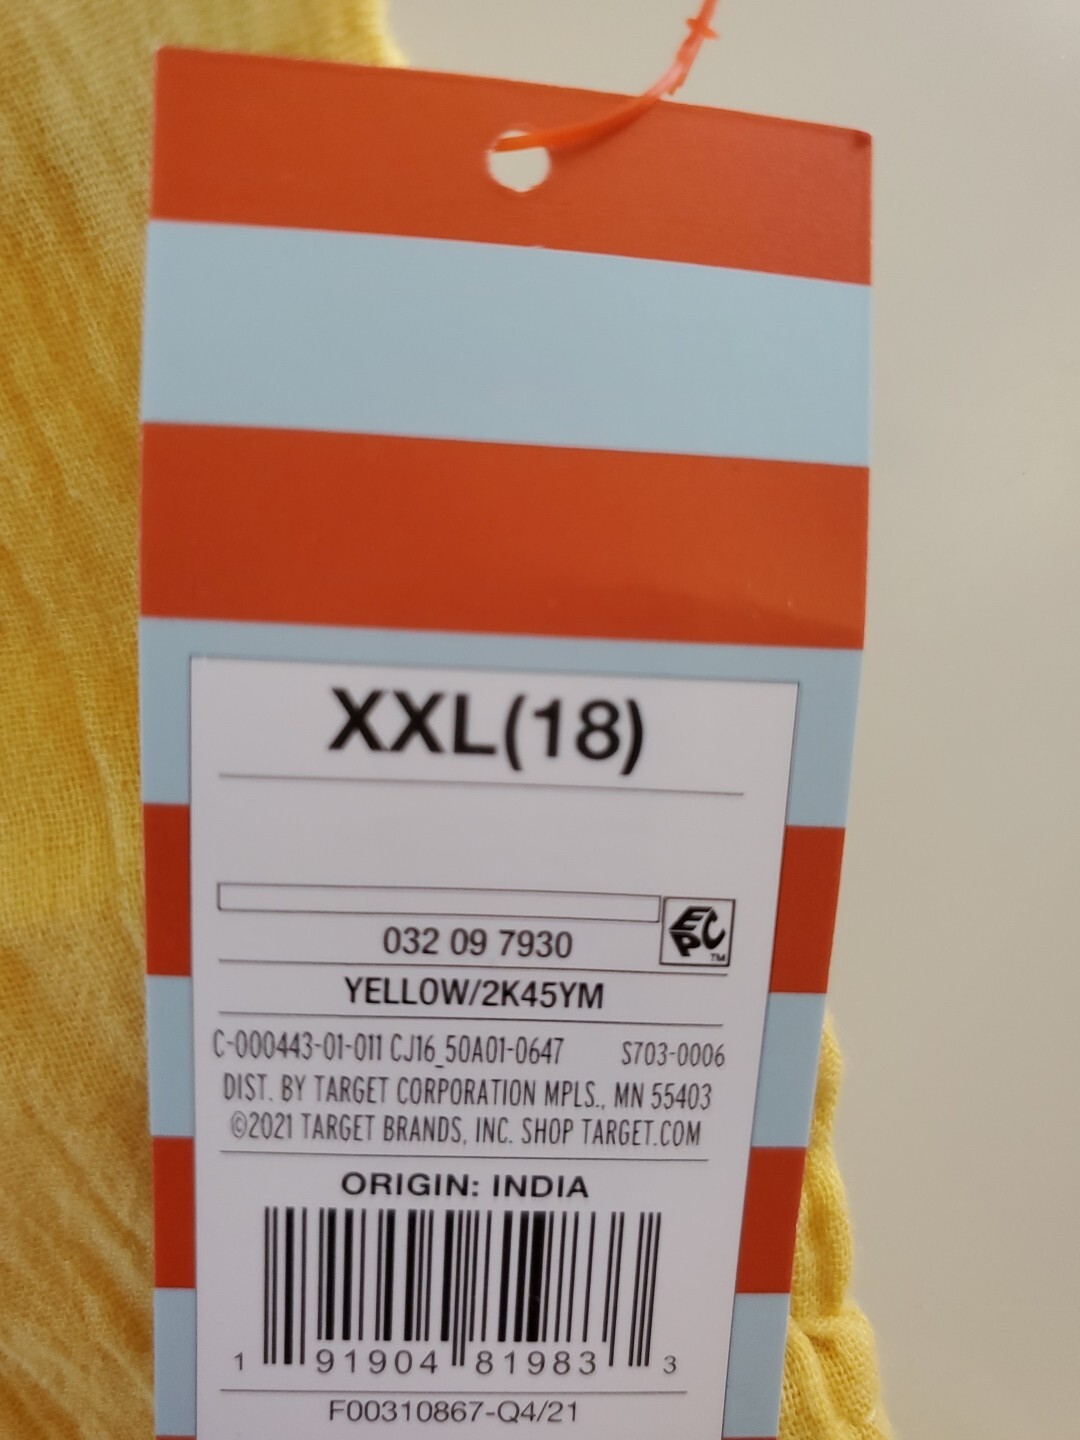 XXL(18)
EPC
TM
032 09 7930
YELLOW/2K45YM
C-000443-01-011 CJ16_50A01-0647 S703-0006
DIST. BY TARGET CORPORATION MPLS., MN 55403
©2021 TARGET BRANDS, INC. SHOP TARGET.COM
ORIGIN: INDIA
1 91904 81983 3
F00310867-Q4/21